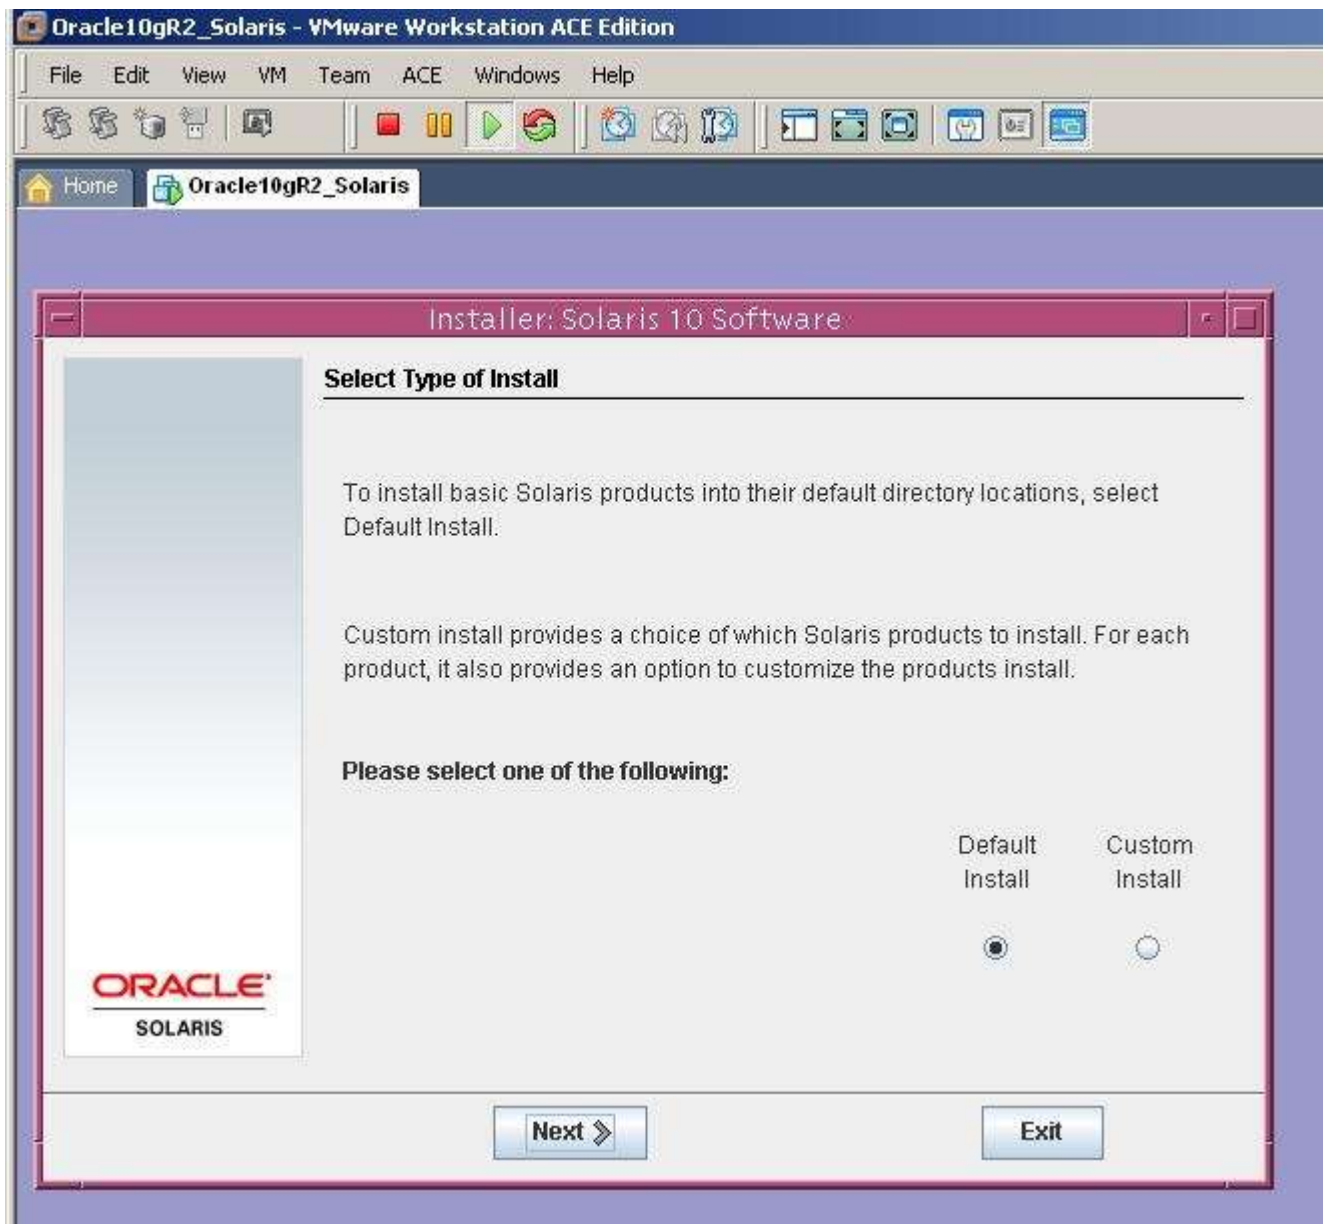 Oracle10gR2_Solaris - VMware Workstation ACE Edition
File Edit View VM Team ACE Windows Help
Home Oracle10gR2_Solaris
Installer: Solaris 10 Software
Select Type of Install
To install basic Solaris products into their default directory locations, select
Default Install.
Custom install provides a choice of which Solaris products to install. For each
product, it also provides an option to customize the products install.
Please select one of the following:
Default Custom
Install Install
ORACLE
SOLARIS
Next Exit